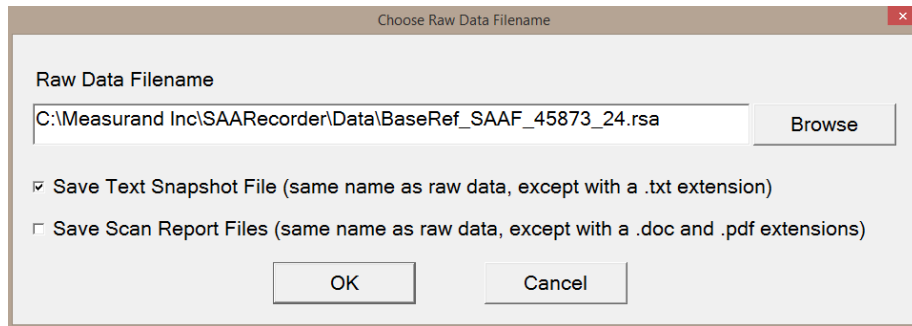 Choose Raw Data Filename
Raw Data Filename
C:\Measurand Inc\SAARecorder\Data\BaseRef_SAAF_45873_24.rsa
Browse
Save Text Snapshot File (same name as raw data, except with a .txt extension)
Save Scan Report Files (same name as raw data, except with a .doc and .pdf extensions)
OK
Cancel